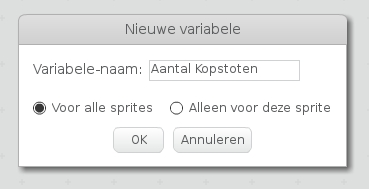 Nieuwe variabele
Variabele-naam: Aantal Kopstoten
Voor alle sprites Alleen voor deze sprite
OK Annuleren